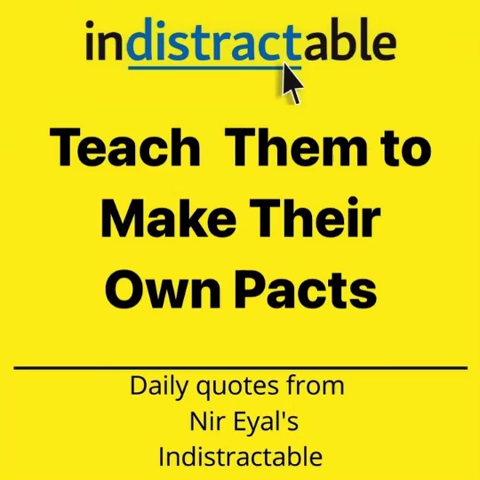 indistractable
Teach Them to
Make Their
Own Pacts
Daily quotes from
Nir Eyal's
Indistractable